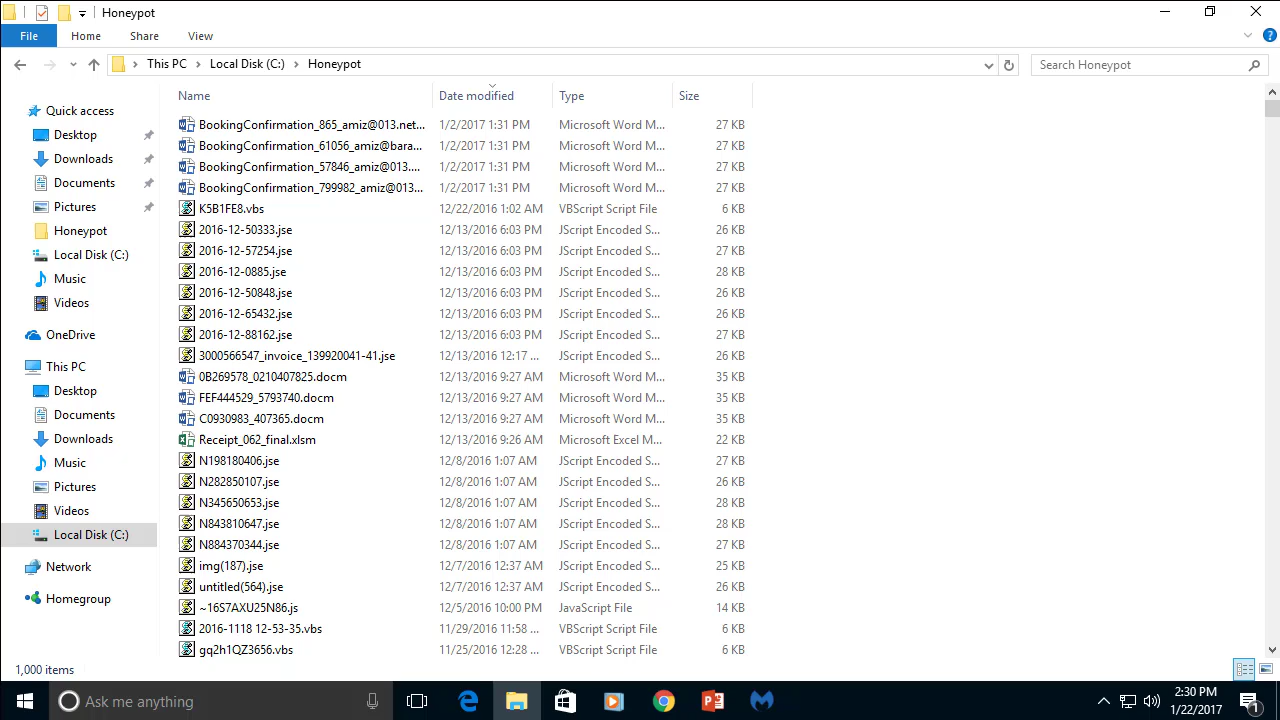 Honeypot
File Home Share View
This PC Local Disk (C:) Honeypot Search Honeypot
Name Date modified Type Size
Quick access
Desktop
Downloads
Documents
Pictures
Honeypot
Local Disk (C:)
Music
Videos
OneDrive
This PC
Desktop
Documents
Downloads
Music
Pictures
Videos
Local Disk (C:)
Network
Homegroup
BookingConfirmation_865_amiz@013.net... 1/2/2017 1:31 PM Microsoft Word M... 27 KB
BookingConfirmation_61056_amiz@bara... 1/2/2017 1:31 PM Microsoft Word M... 27 KB
BookingConfirmation_57846_amiz@013.... 1/2/2017 1:31 PM Microsoft Word M... 27 KB
BookingConfirmation_799982_amiz@013... 1/2/2017 1:31 PM Microsoft Word M... 27 KB
K5B1FE8.vbs 12/22/2016 1:02 AM VBScript Script File 6 KB
2016-12-50333.jse 12/13/2016 6:03 PM JScript Encoded S... 26 KB
2016-12-57254.jse 12/13/2016 6:03 PM JScript Encoded S... 27 KB
2016-12-0885.jse 12/13/2016 6:03 PM JScript Encoded S... 28 KB
2016-12-50848.jse 12/13/2016 6:03 PM JScript Encoded S... 26 KB
2016-12-65432.jse 12/13/2016 6:03 PM JScript Encoded S... 26 KB
2016-12-88162.jse 12/13/2016 6:03 PM JScript Encoded S... 27 KB
3000566547_invoice_139920041-41.jse 12/13/2016 12:17 ... JScript Encoded S... 26 KB
0B269578_0210407825.docm 12/13/2016 9:27 AM Microsoft Word M... 35 KB
FEF444529_5793740.docm 12/13/2016 9:27 AM Microsoft Word M... 35 KB
C0930983_407365.docm 12/13/2016 9:27 AM Microsoft Word M... 35 KB
Receipt_062_final.xlsm 12/13/2016 9:26 AM Microsoft Excel M... 22 KB
N198180406.jse 12/8/2016 1:07 AM JScript Encoded S... 27 KB
N282850107.jse 12/8/2016 1:07 AM JScript Encoded S... 26 KB
N345650653.jse 12/8/2016 1:07 AM JScript Encoded S... 28 KB
N843810647.jse 12/8/2016 1:07 AM JScript Encoded S... 28 KB
N884370344.jse 12/8/2016 1:07 AM JScript Encoded S... 27 KB
img(187).jse 12/7/2016 12:37 AM JScript Encoded S... 25 KB
untitled(564).jse 12/7/2016 12:37 AM JScript Encoded S... 26 KB
~16S7AXU25N86.js 12/5/2016 10:00 PM JavaScript File 14 KB
2016-1118 12-53-35.vbs 11/29/2016 11:58 ... VBScript Script File 6 KB
gq2h1QZ3656.vbs 11/25/2016 12:28 ... VBScript Script File 6 KB
1,000 items
Ask me anything
2:30 PM
1/22/2017
1